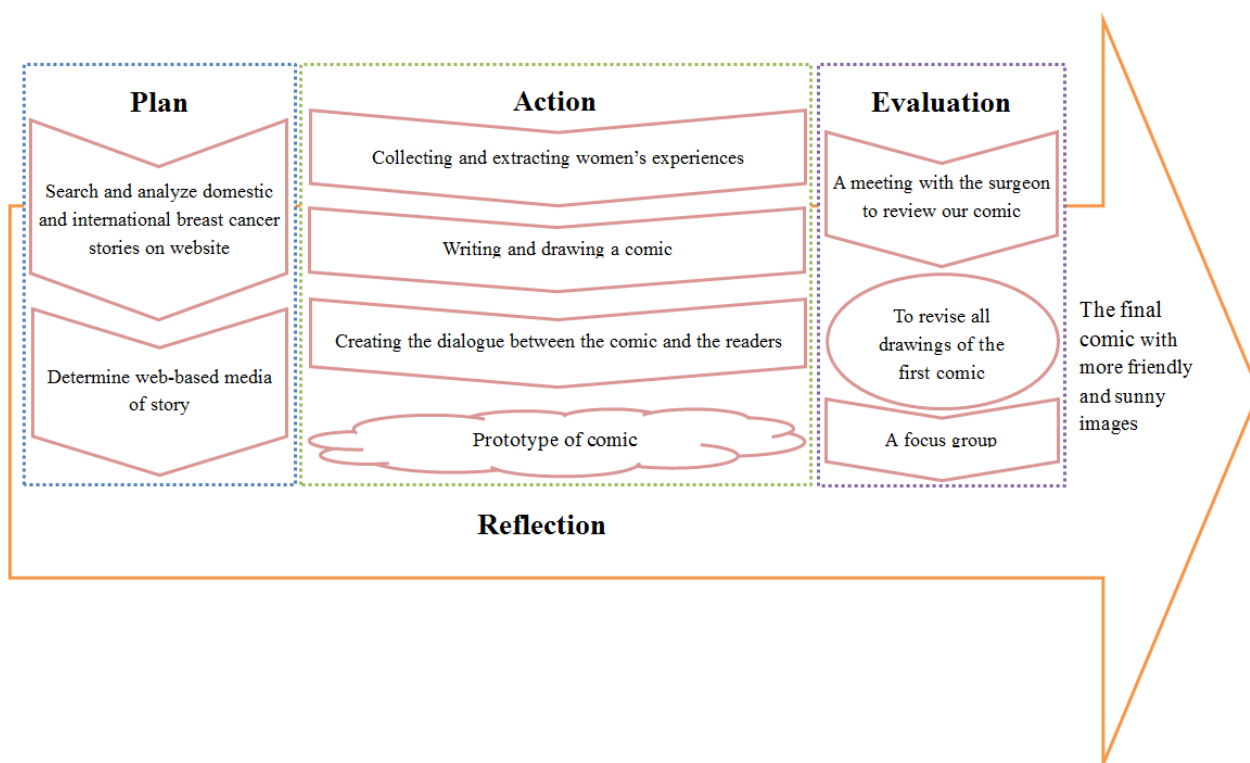 Plan
Search and analyze domestic
and international breast cancer
stories on website
Determine web-based media
of story
Action
Collecting and extracting women’s experiences
Writing and drawing a comic
Creating the dialogue between the comic and the readers
Prototype of comic
Evaluation
A meeting with the surgeon
to review our comic
To revise all
drawings of the
first comic
A focus group
The final
comic with
more friendly
and sunny
images
Reflection